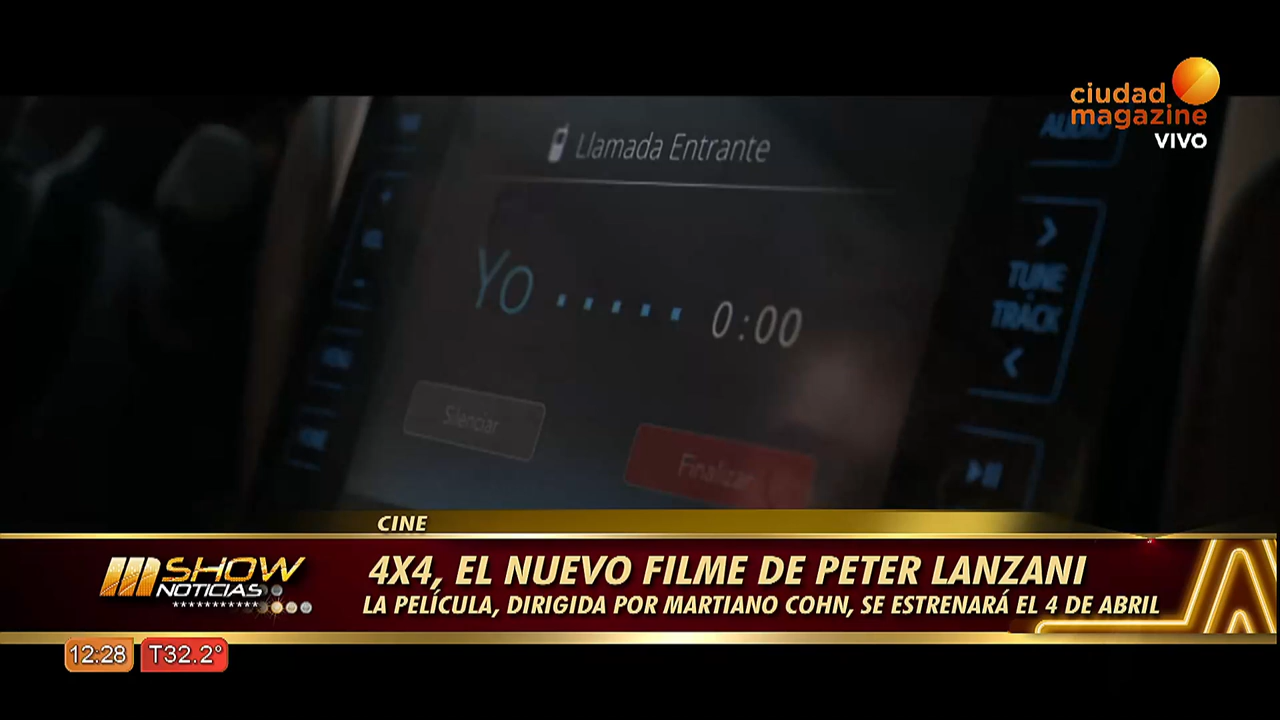 ciudad
magazine
VIVO
AUDIO
Llamada Entrante
>
TUNE
TRACK
<
Yo ..... 0:00
Silenciar
Finalizar
CINE
4X4, EL NUEVO FILME DE PETER LANZANI
SHOW
NOTICIAS
LA PELÍCULA, DIRIGIDA POR MARTIANO COHN, SE ESTRENARÁ EL 4 DE ABRIL
12:28 T32.2°